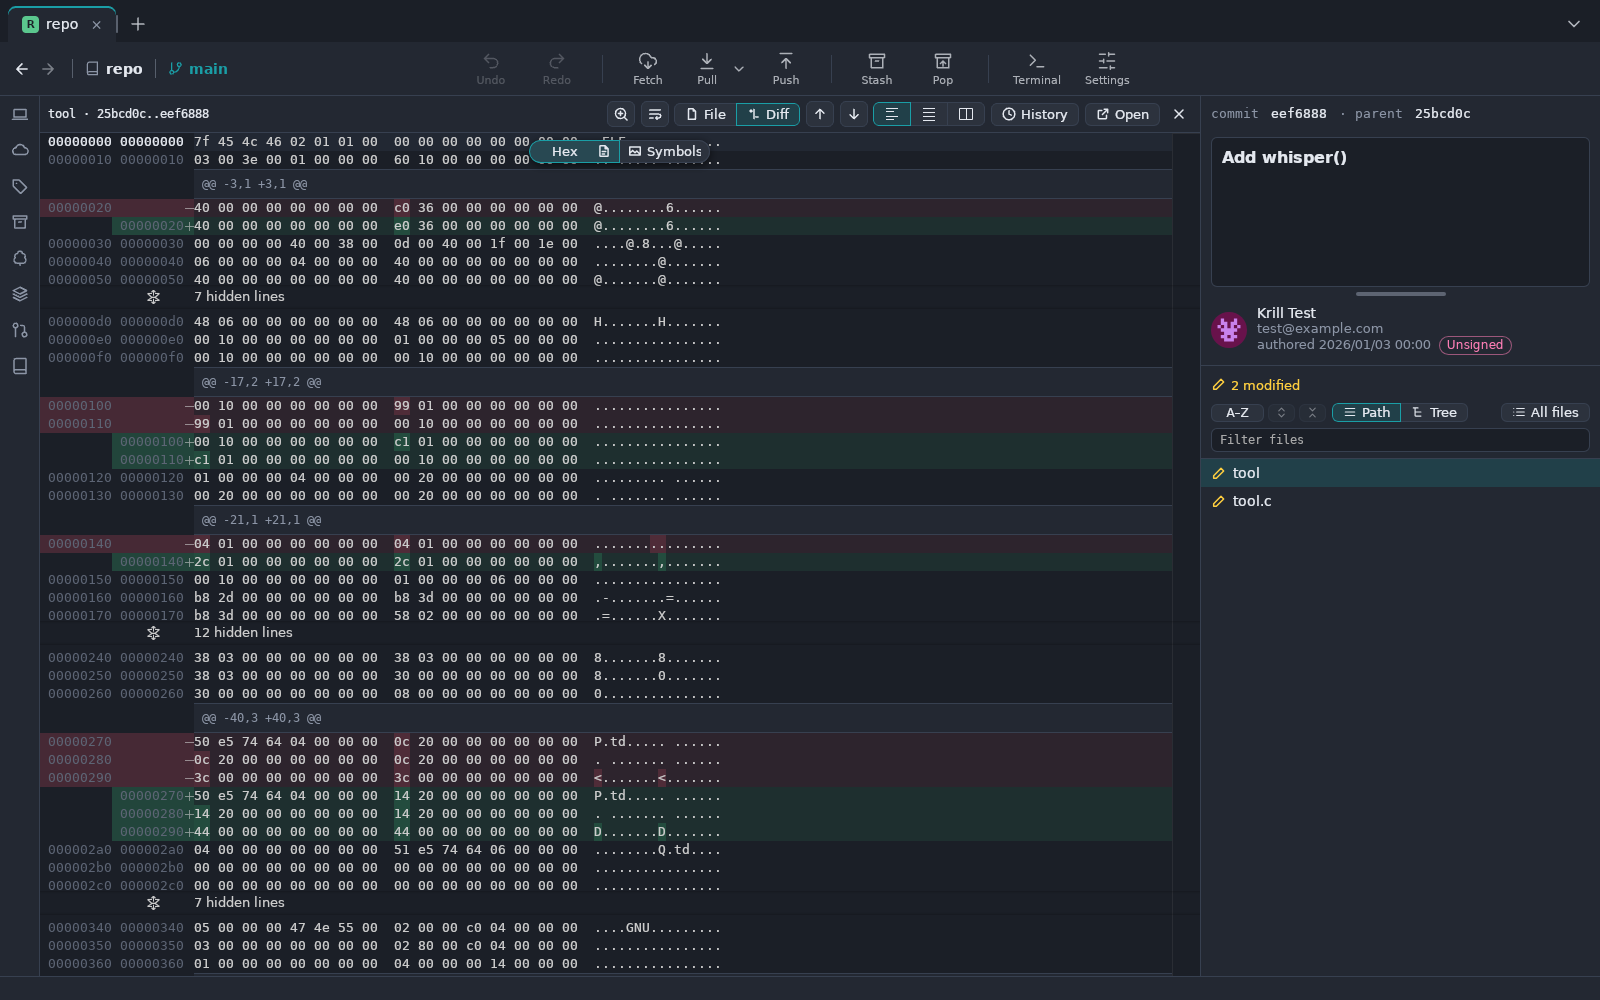 R repo
repo main
Undo Redo Fetch Pull Push Stash Pop Terminal Settings
tool · 25bcd0c..eef6888 File Diff History Open
Hex Symbols
00000000 00000000 7f 45 4c 46 02 01 01 00 00 00 00 00 00 00
00000010 00000010 03 00 3e 00 01 00 00 00 60 10 00 00 00 00
@@ -3,1 +3,1 @@
00000020 –40 00 00 00 00 00 00 00 c0 36 00 00 00 00 00 00 @........6......
00000020+40 00 00 00 00 00 00 00 e0 36 00 00 00 00 00 00 @........6......
00000030 00000030 00 00 00 00 40 00 38 00 0d 00 40 00 1f 00 1e 00 ....@.8...@.....
00000040 00000040 06 00 00 00 04 00 00 00 40 00 00 00 00 00 00 00 ........@.......
00000050 00000050 40 00 00 00 00 00 00 00 40 00 00 00 00 00 00 00 @.......@.......
7 hidden lines
000000d0 000000d0 48 06 00 00 00 00 00 00 48 06 00 00 00 00 00 00 H.......H.......
000000e0 000000e0 00 10 00 00 00 00 00 00 01 00 00 00 05 00 00 00 ................
000000f0 000000f0 00 10 00 00 00 00 00 00 00 10 00 00 00 00 00 00 ................
@@ -17,2 +17,2 @@
00000100 –00 10 00 00 00 00 00 00 99 01 00 00 00 00 00 00 ................
00000110 –99 01 00 00 00 00 00 00 00 10 00 00 00 00 00 00 ................
00000100+00 10 00 00 00 00 00 00 c1 01 00 00 00 00 00 00 ................
00000110+c1 01 00 00 00 00 00 00 00 10 00 00 00 00 00 00 ................
00000120 00000120 01 00 00 00 04 00 00 00 00 20 00 00 00 00 00 00 ......... ......
00000130 00000130 00 20 00 00 00 00 00 00 00 20 00 00 00 00 00 00 . ....... ......
@@ -21,1 +21,1 @@
00000140 –04 01 00 00 00 00 00 00 04 01 00 00 00 00 00 00 ................
00000140+2c 01 00 00 00 00 00 00 2c 01 00 00 00 00 00 00 ,.......,.......
00000150 00000150 00 10 00 00 00 00 00 00 01 00 00 00 06 00 00 00 ................
00000160 00000160 b8 2d 00 00 00 00 00 00 b8 3d 00 00 00 00 00 00 .-.......=......
00000170 00000170 b8 3d 00 00 00 00 00 00 58 02 00 00 00 00 00 00 .=......X.......
12 hidden lines
00000240 00000240 38 03 00 00 00 00 00 00 38 03 00 00 00 00 00 00 8.......8.......
00000250 00000250 38 03 00 00 00 00 00 00 30 00 00 00 00 00 00 00 8.......0.......
00000260 00000260 30 00 00 00 00 00 00 00 08 00 00 00 00 00 00 00 0...............
@@ -40,3 +40,3 @@
00000270 –50 e5 74 64 04 00 00 00 0c 20 00 00 00 00 00 00 P.td..... ......
00000280 –0c 20 00 00 00 00 00 00 0c 20 00 00 00 00 00 00 . ....... ......
00000290 –3c 00 00 00 00 00 00 00 3c 00 00 00 00 00 00 00 <.......<.......
00000270+50 e5 74 64 04 00 00 00 14 20 00 00 00 00 00 00 P.td..... ......
00000280+14 20 00 00 00 00 00 00 14 20 00 00 00 00 00 00 . ....... ......
00000290+44 00 00 00 00 00 00 00 44 00 00 00 00 00 00 00 D.......D.......
000002a0 000002a0 04 00 00 00 00 00 00 00 51 e5 74 64 06 00 00 00 ........Q.td....
000002b0 000002b0 00 00 00 00 00 00 00 00 00 00 00 00 00 00 00 00 ................
000002c0 000002c0 00 00 00 00 00 00 00 00 00 00 00 00 00 00 00 00 ................
7 hidden lines
00000340 00000340 05 00 00 00 47 4e 55 00 02 00 00 c0 04 00 00 00 ....GNU.........
00000350 00000350 03 00 00 00 00 00 00 00 02 80 00 c0 04 00 00 00 ................
00000360 00000360 01 00 00 00 00 00 00 00 04 00 00 00 14 00 00 00 ................
commit eef6888 · parent 25bcd0c
Add whisper()
Krill Test
test@example.com
authored 2026/01/03 00:00 Unsigned
2 modified
A-Z Path Tree All files
Filter files
tool
tool.c